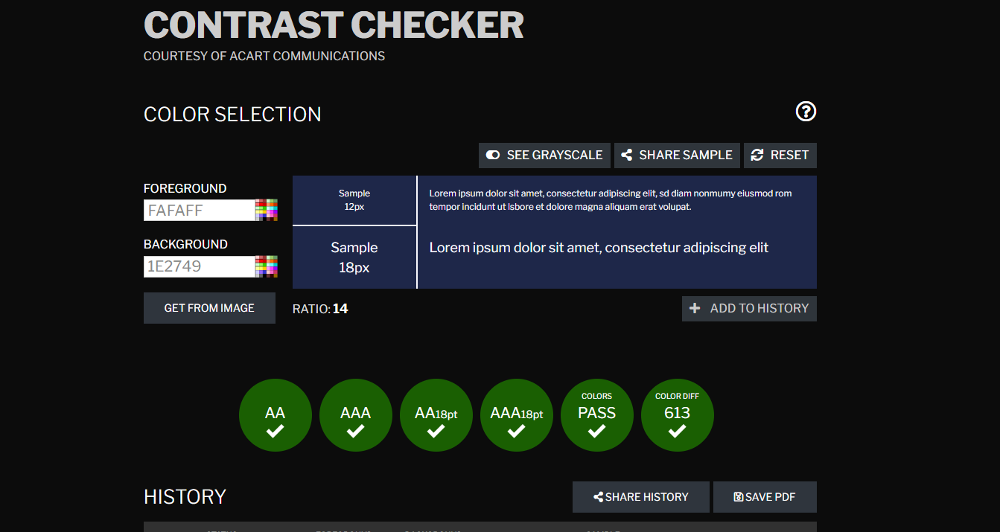 CONTRAST CHECKER
COURTESY OF ACART COMMUNICATIONS
COLOR SELECTION
SEE GRAYSCALE
SHARE SAMPLE
RESET
FOREGROUND
FAFAFF
BACKGROUND
1E2749
GET FROM IMAGE
Sample
12px
Lorem ipsum dolor sit amet, consectetur adipiscing elit, sd diam nonmumy eiusmod rom
tempor incidunt ut lsbore et dolore magna aliquam erat volupat.
Sample
18px
Lorem ipsum dolor sit amet, consectetur adipiscing elit
RATIO: 14
ADD TO HISTORY
AA
AAA
AA18pt
AAA18pt
COLORS
PASS
COLOR DIFF
613
HISTORY
SHARE HISTORY
SAVE PDF